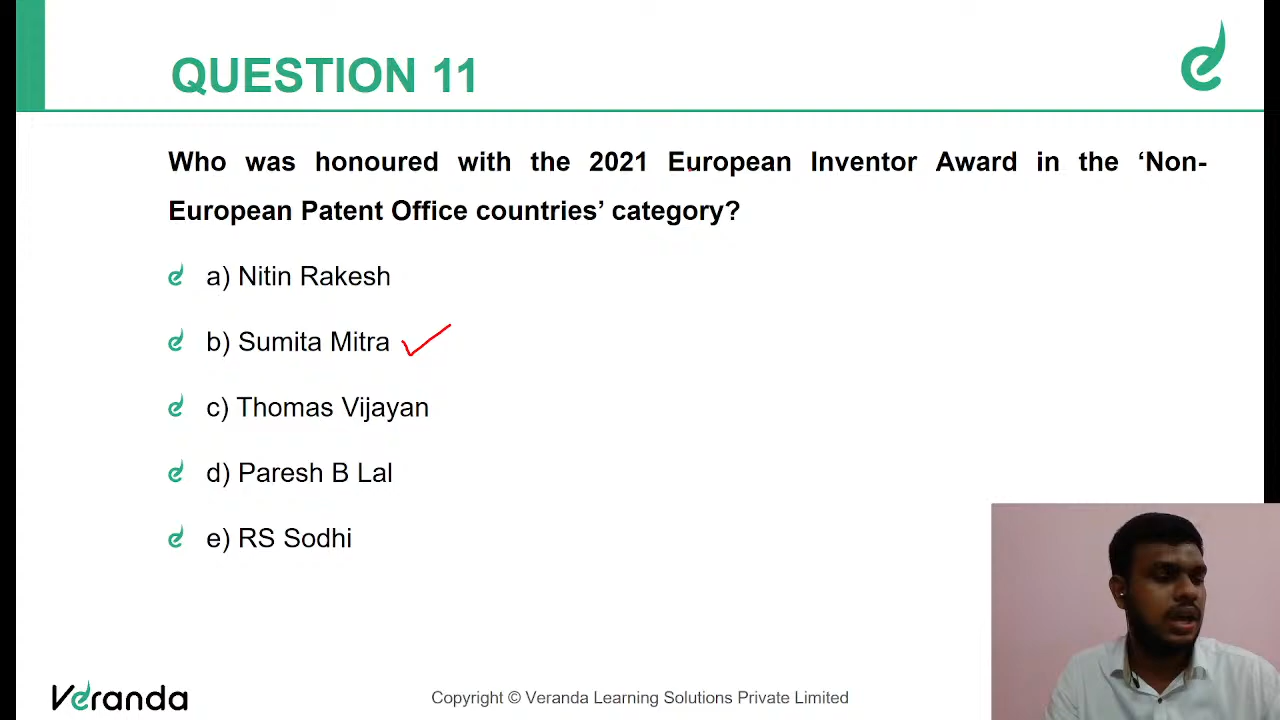 QUESTION 11
Who was honoured with the 2021 European Inventor Award in the ‘Non-
European Patent Office countries’ category?
a) Nitin Rakesh
b) Sumita Mitra
c) Thomas Vijayan
d) Paresh B Lal
e) RS Sodhi
Veranda
Copyright © Veranda Learning Solutions Private Limited